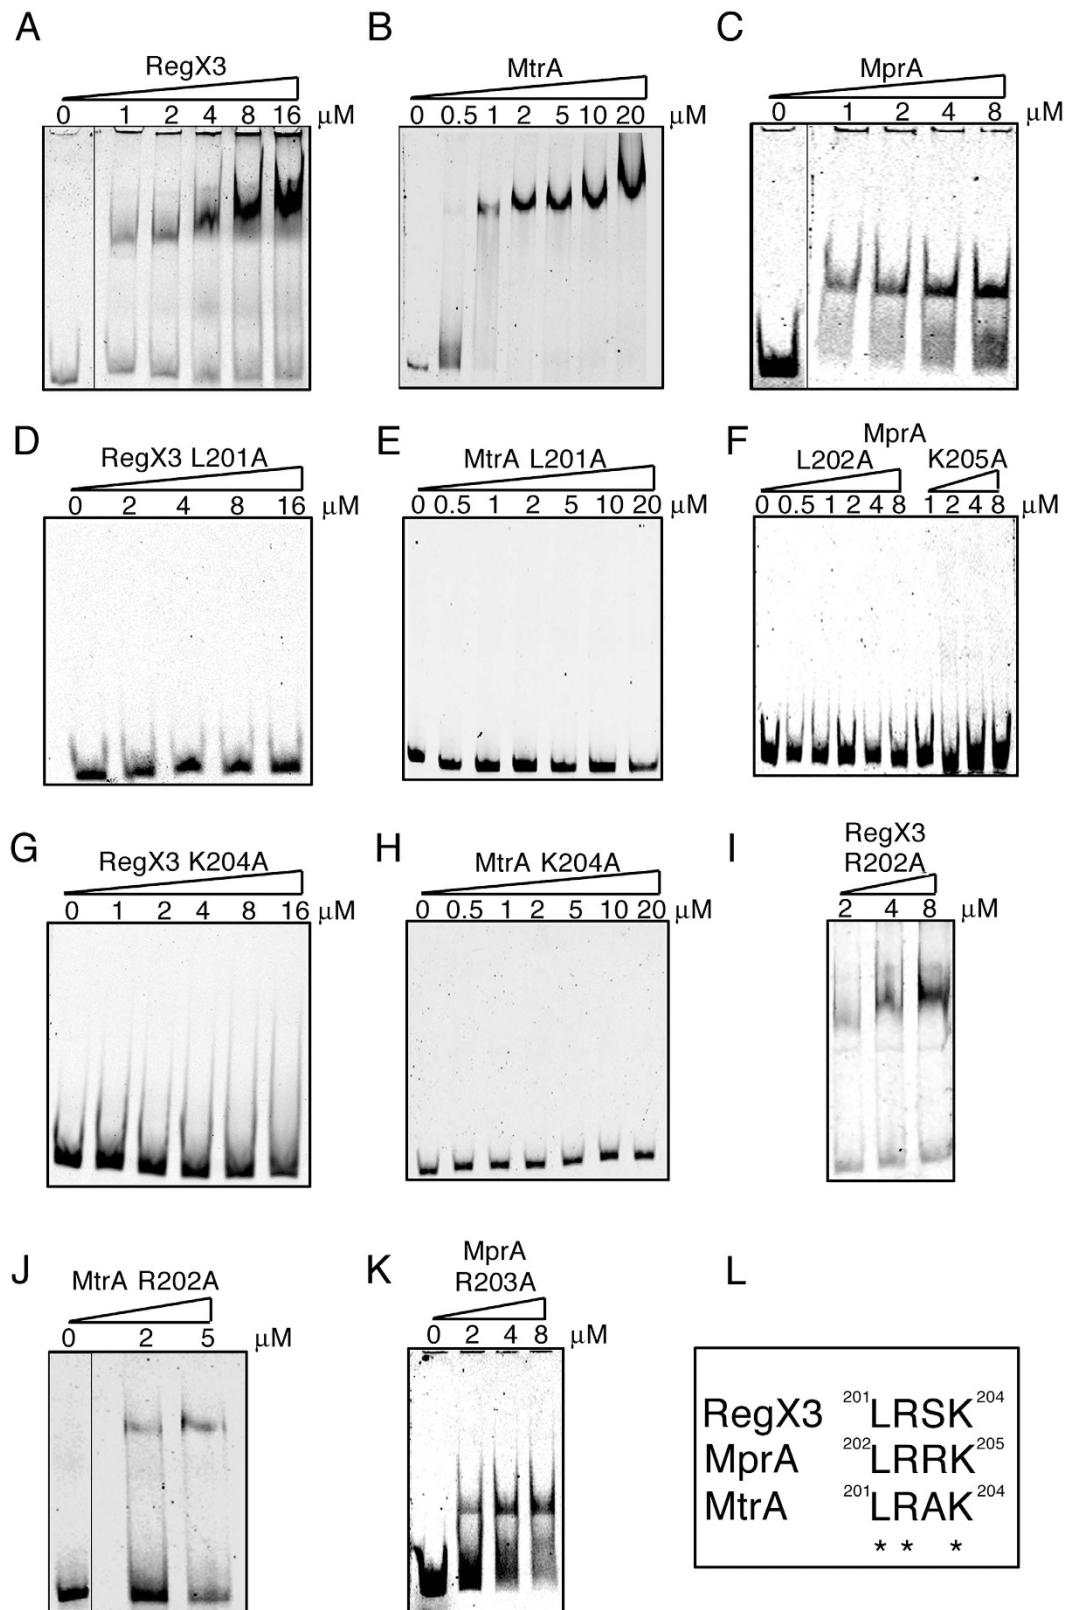 A
RegX3
0 1 2 4 8 16 μM
B
MtrA
0 0.5 1 2 5 10 20 μM
C
MprA
0 1 2 4 8 μM
D
RegX3 L201A
0 2 4 8 16 μM
E
MtrA L201A
0 0.5 1 2 5 10 20 μM
F
MprA
L202A K205A
0 0.5 1 2 4 8 1 2 4 8 μM
G
RegX3 K204A
0 1 2 4 8 16 μM
H
MtrA K204A
0 0.5 1 2 5 10 20 μM
I
RegX3
R202A
2 4 8 μM
J
MtrA R202A
0 2 5 μM
K
MprA
R203A
0 2 4 8 μM
L
RegX3 201LRSK204
MprA 202LRRK205
MtrA 201LRAK204
* * *